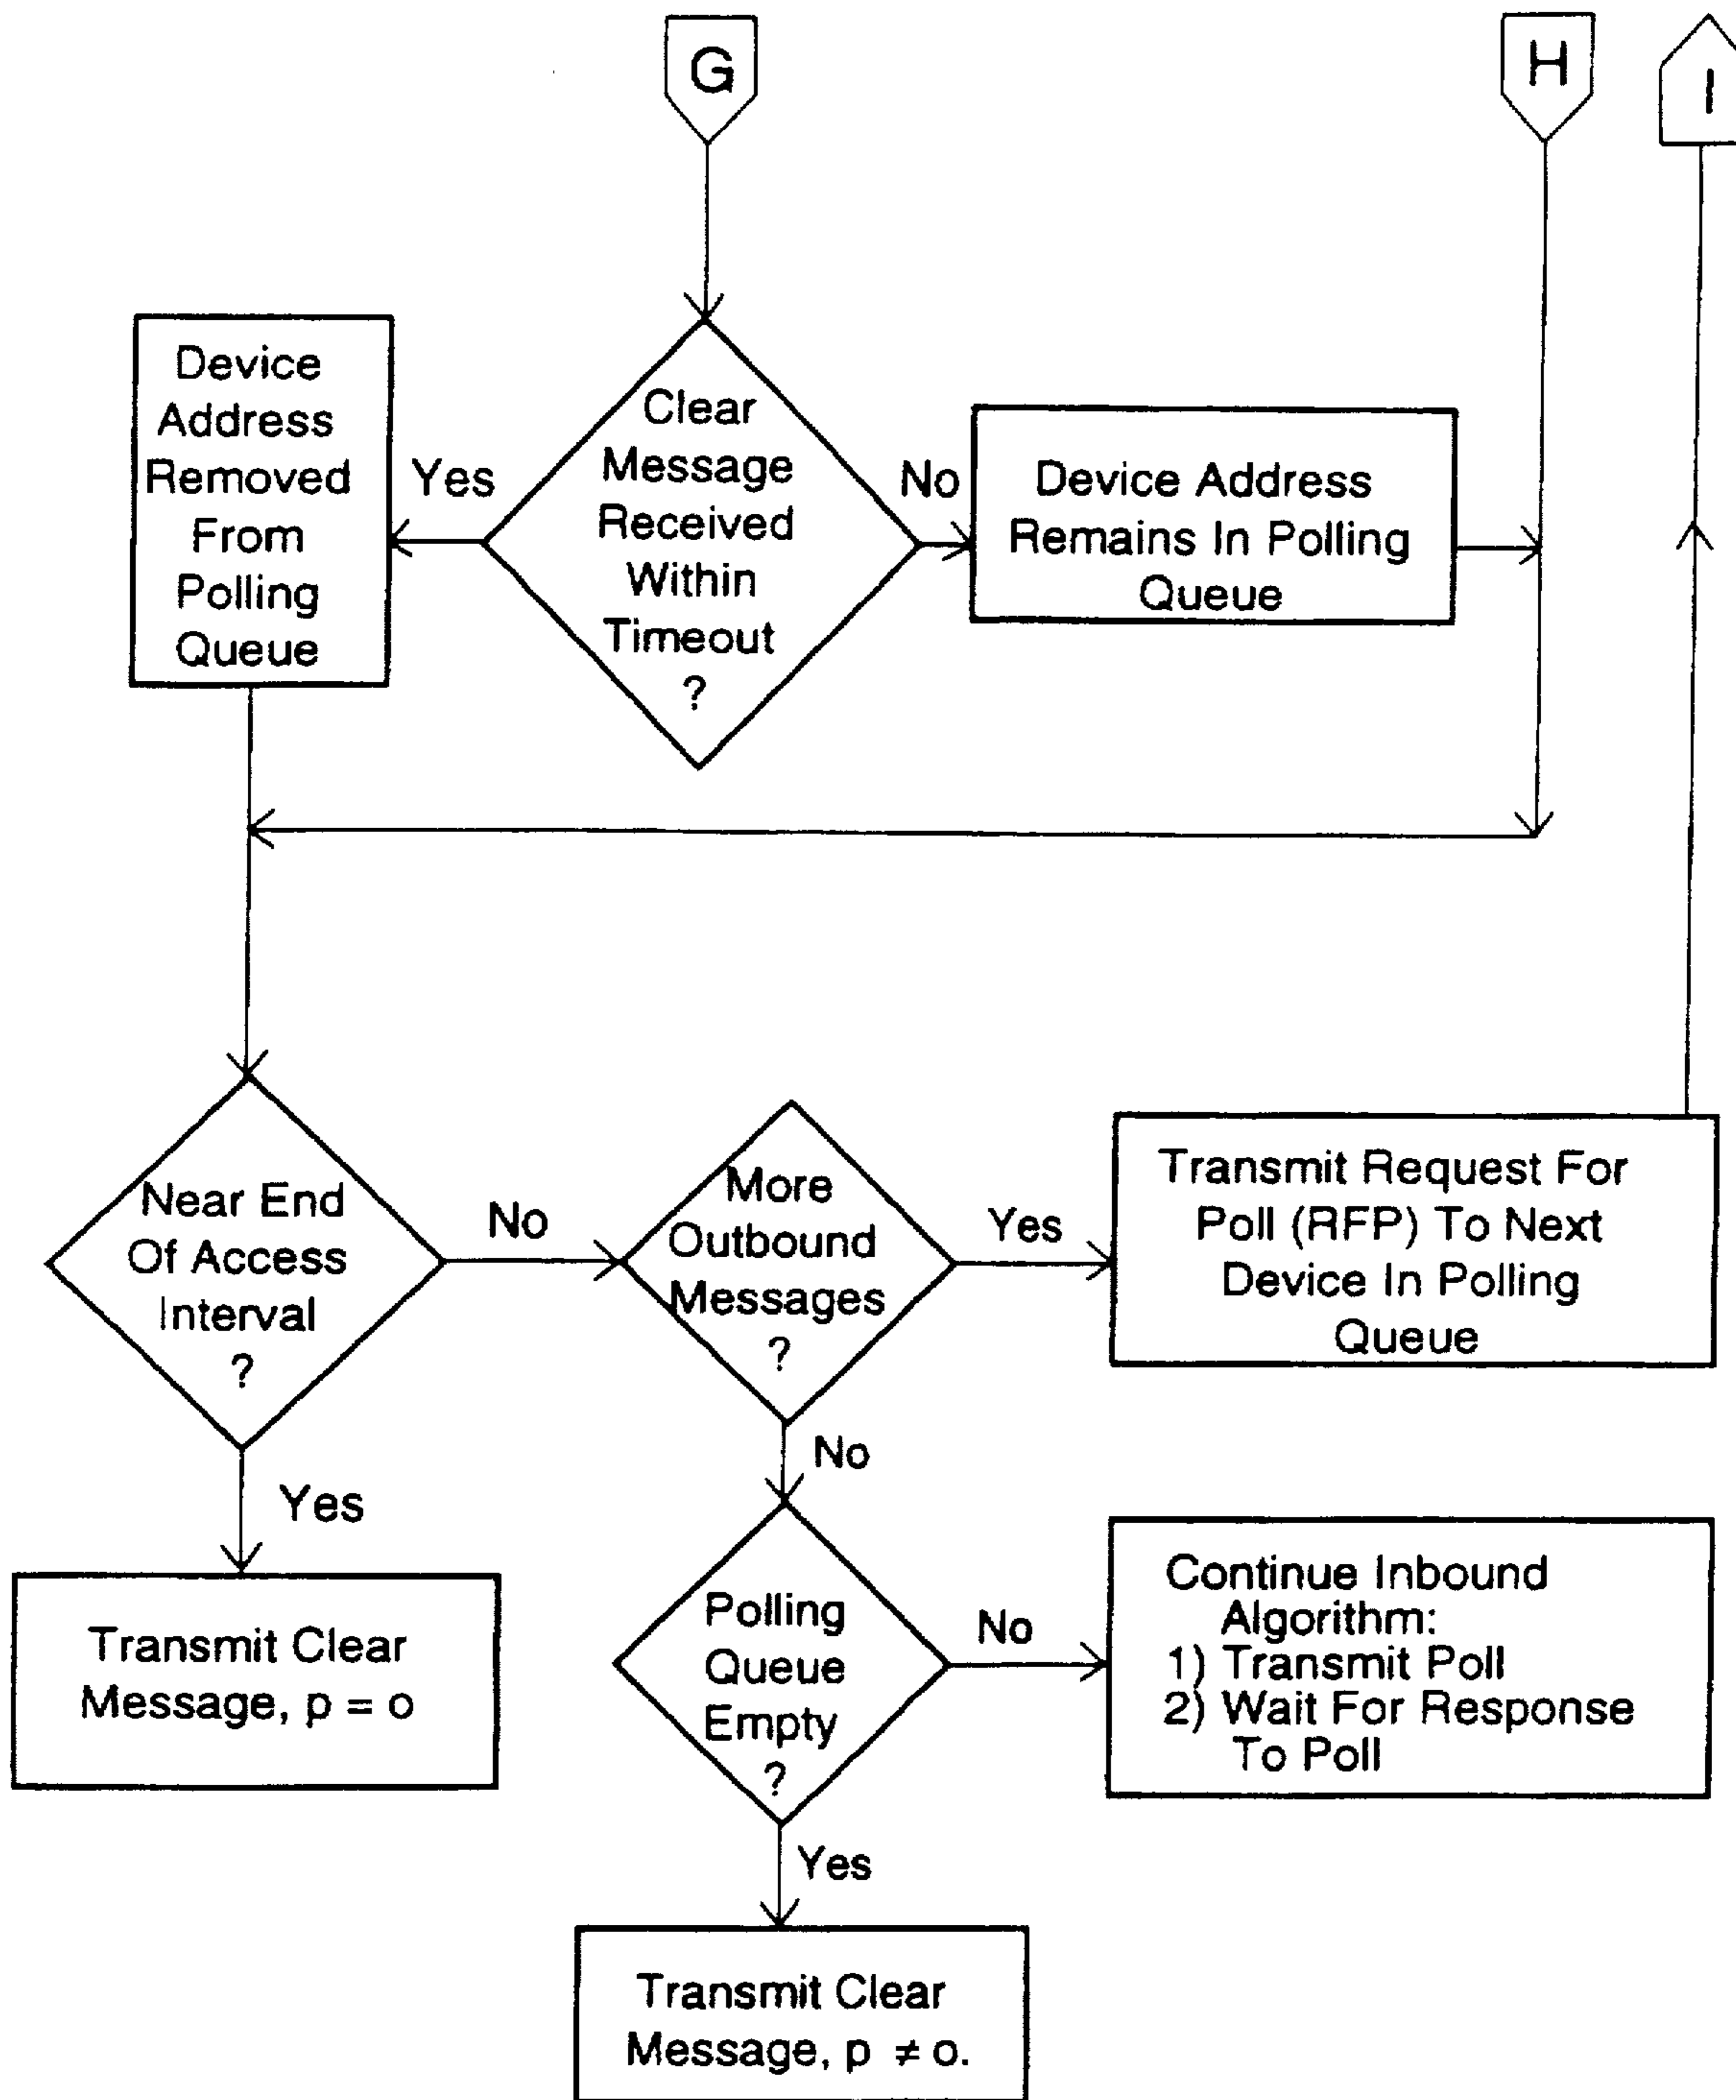 G
H
I
Device
Address
Removed
From
Polling
Queue
Yes
Clear
Message
Received
Within
Timeout
?
No
Device Address
Remains In Polling
Queue
Near End
Of Access
Interval
?
No
More
Outbound
Messages
?
Yes
Transmit Request For
Poll (RFP) To Next
Device In Polling
Queue
Yes
No
Transmit Clear
Message, p = o
Polling
Queue
Empty
?
No
Continue Inbound
Algorithm:
1) Transmit Poll
2) Wait For Response
To Poll
Yes
Transmit Clear
Message, p ≠ o.